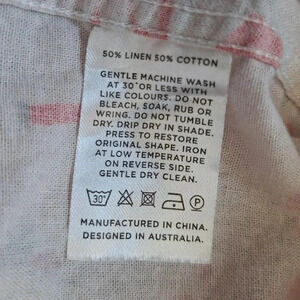 50% LINEN 50% COTTON
GENTLE MACHINE WASH
AT 30° OR LESS WITH
LIKE COLOURS. DO NOT
BLEACH, SOAK, RUB OR
WRING. DO NOT TUMBLE
DRY. DRIP DRY IN SHADE.
PRESS TO RESTORE
ORIGINAL SHAPE. IRON
AT LOW TEMPERATURE
ON REVERSE SIDE.
GENTLE DRY CLEAN.
30° P
MANUFACTURED IN CHINA.
DESIGNED IN AUSTRALIA.